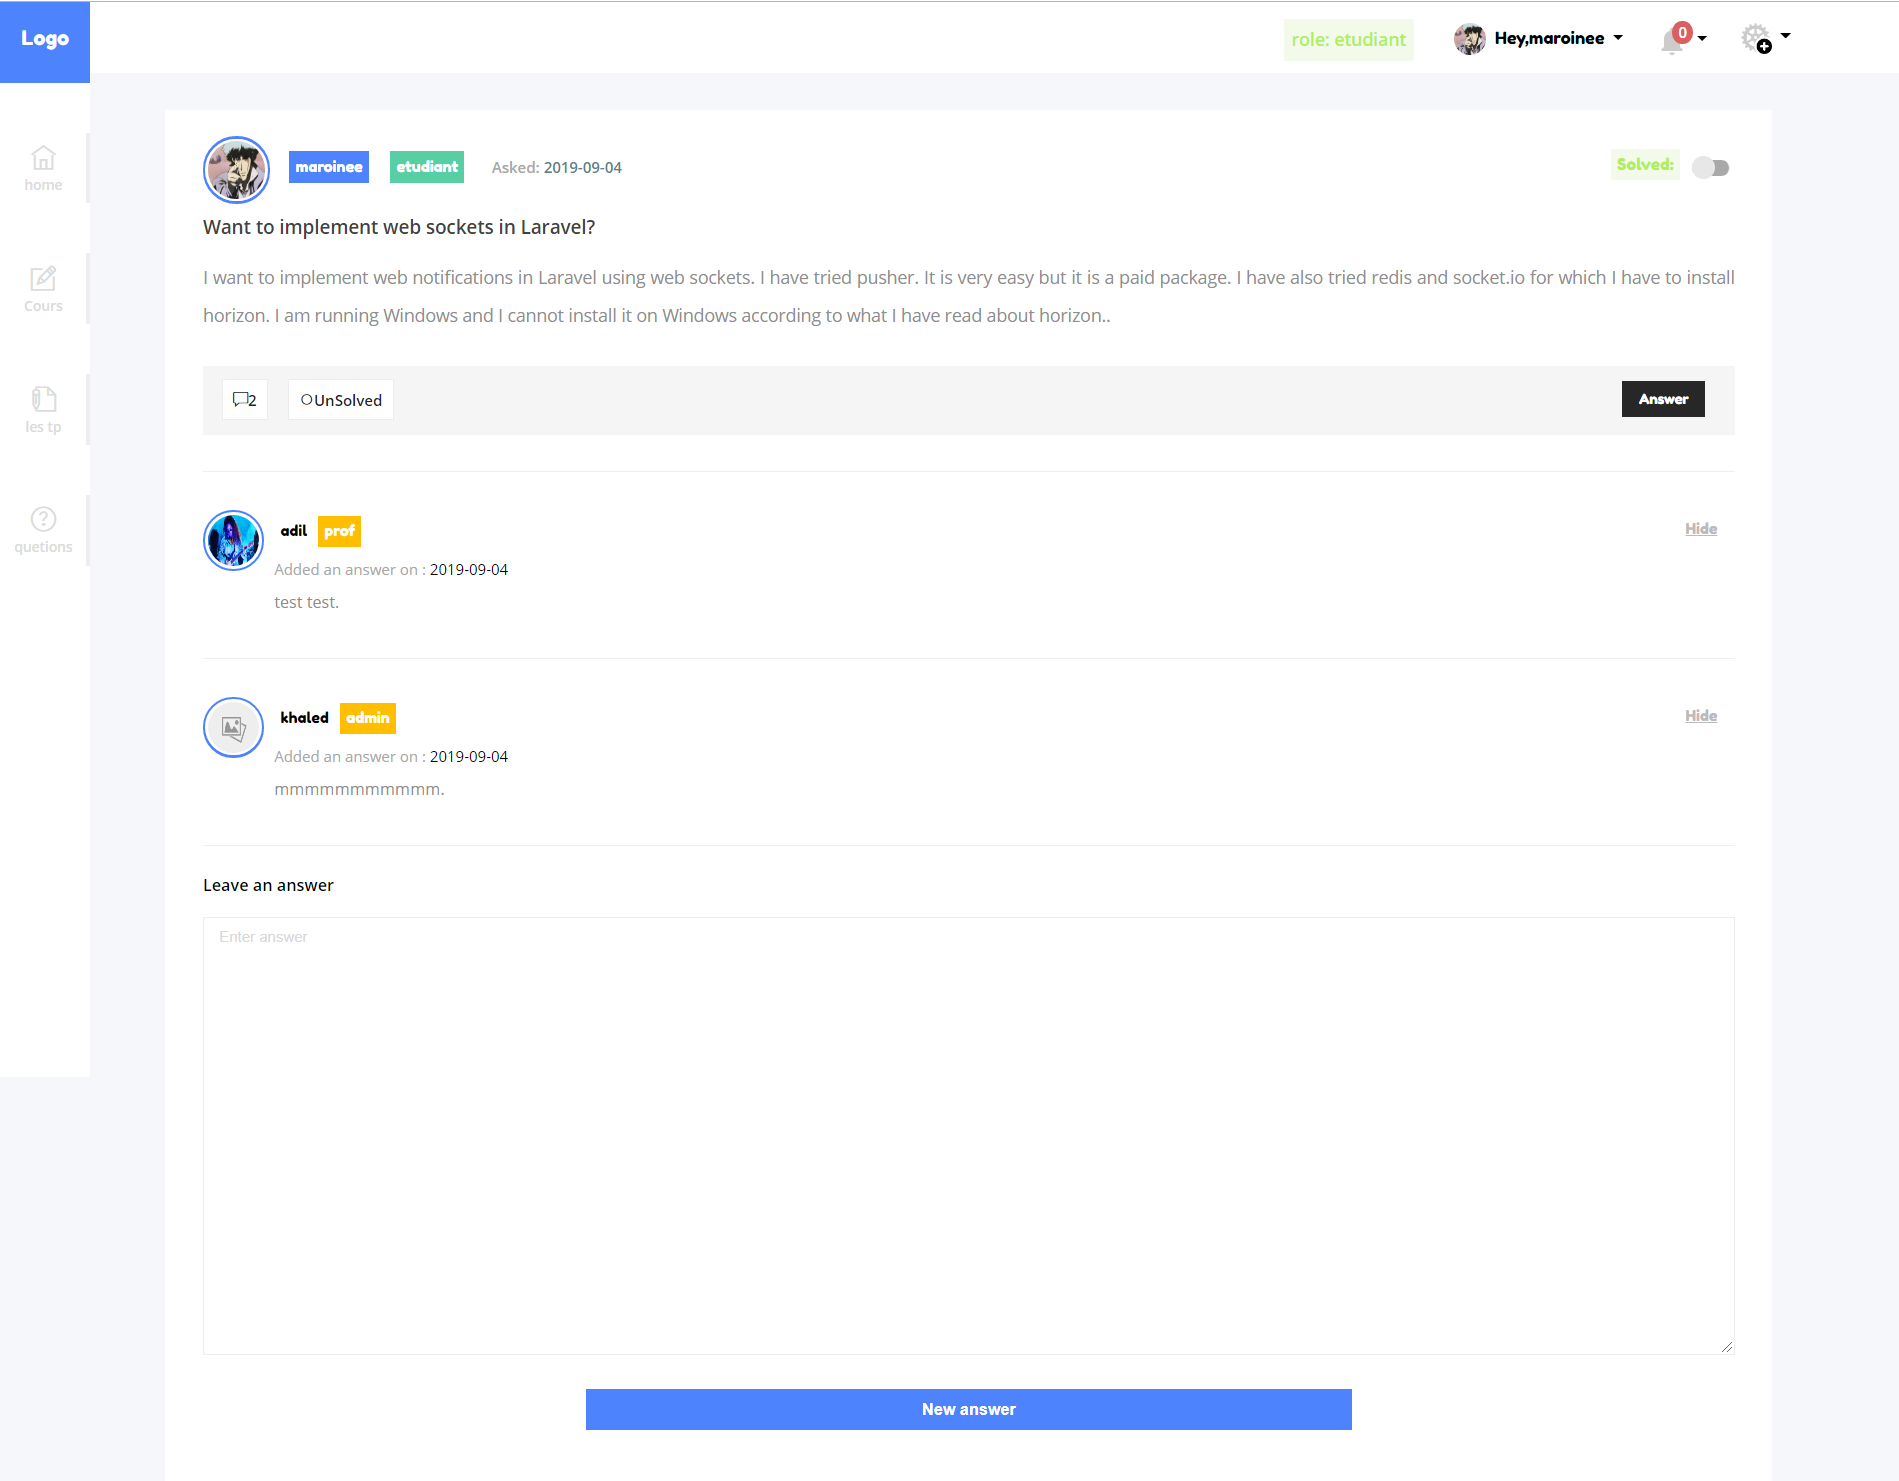 Logo
role: etudiant
Hey,maroinee
0
home
Cours
les tp
quetions
maroinee
etudiant
Asked: 2019-09-04
Solved:
Want to implement web sockets in Laravel?
I want to implement web notifications in Laravel using web sockets. I have tried pusher. It is very easy but it is a paid package. I have also tried redis and socket.io for which I have to install
horizon. I am running Windows and I cannot install it on Windows according to what I have read about horizon..
2
UnSolved
Answer
adil
prof
Hide
Added an answer on : 2019-09-04
test test.
khaled
admin
Hide
Added an answer on : 2019-09-04
mmmmmmmmmmm.
Leave an answer
Enter answer
New answer